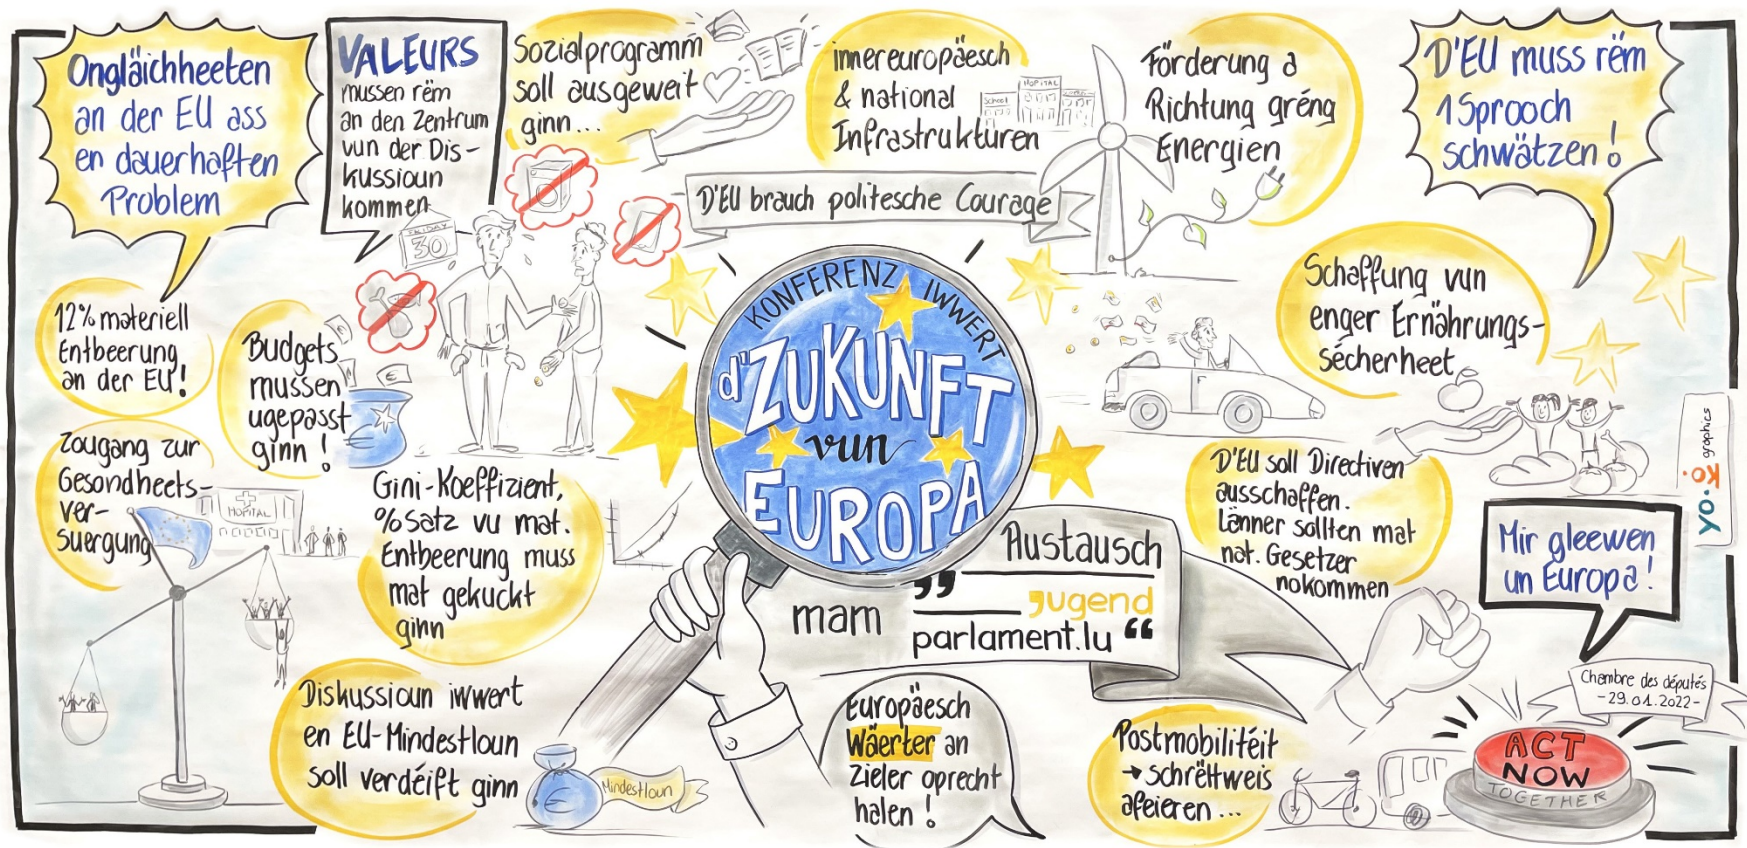 Ongläichheeten
an der EU ass
en dauerhaften
Problem
VALEURS
mussen rëm
an den Zentrum
vun der Dis-
kussioun
kommen
Sozialprogramm
soll ausgeweit
ginn...
innereuropäesch
& national
Infrastrukturen
School
HOPITAL
Förderung a
Richtung gréng
Energien
D'EU muss rëm
1 Sprooch
schwätzen!
D'EU brauch politesche Courage
30
12% materiell
Entbeerung
an der EU!
Budgets
mussen
ugepasst
ginn!
€
€
KONFERENZ IWWERT
d'ZUKUNFT
vun
EUROPA
Schafung vun
enger Ernährungs-
sécherheet
Zougang zur
Gesondheets-
ver-
suergung
HOPITAL
Gini-Koeffizient,
%satz vu mat.
Entbeerung muss
mat gekuckt
ginn
Austausch
mam
„Jugend
parlament.lu“
D'EU soll Directiven
ausschaffen.
Länner sollten mat
nat. Gesetzer
nokommen
yo.kö graphics
Mir gleewen
un Europa!
Diskussioun iwwert
en EU-Mindestloun
soll verdéift ginn
€
Mindestloun
Europäesch
Wäerter an
Zieler oprecht
halen!
Postmobilitéit
→ schrëttweis
afeieren...
Chambre des députés
-29.01.2022-
ACT
NOW
TOGETHER